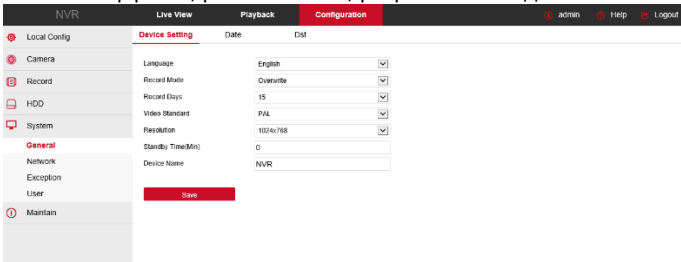 NVR Live View Playback Configuration admin Help Logout
Local Config Device Setting Date Dst
Camera Language English
Record Record Mode Overwrite
Record Days 15
HDD Video Standard PAL
System Resolution 1024x768
General Standby Time(Min) 0
Network Device Name NVR
Exception
User Save
Maintain